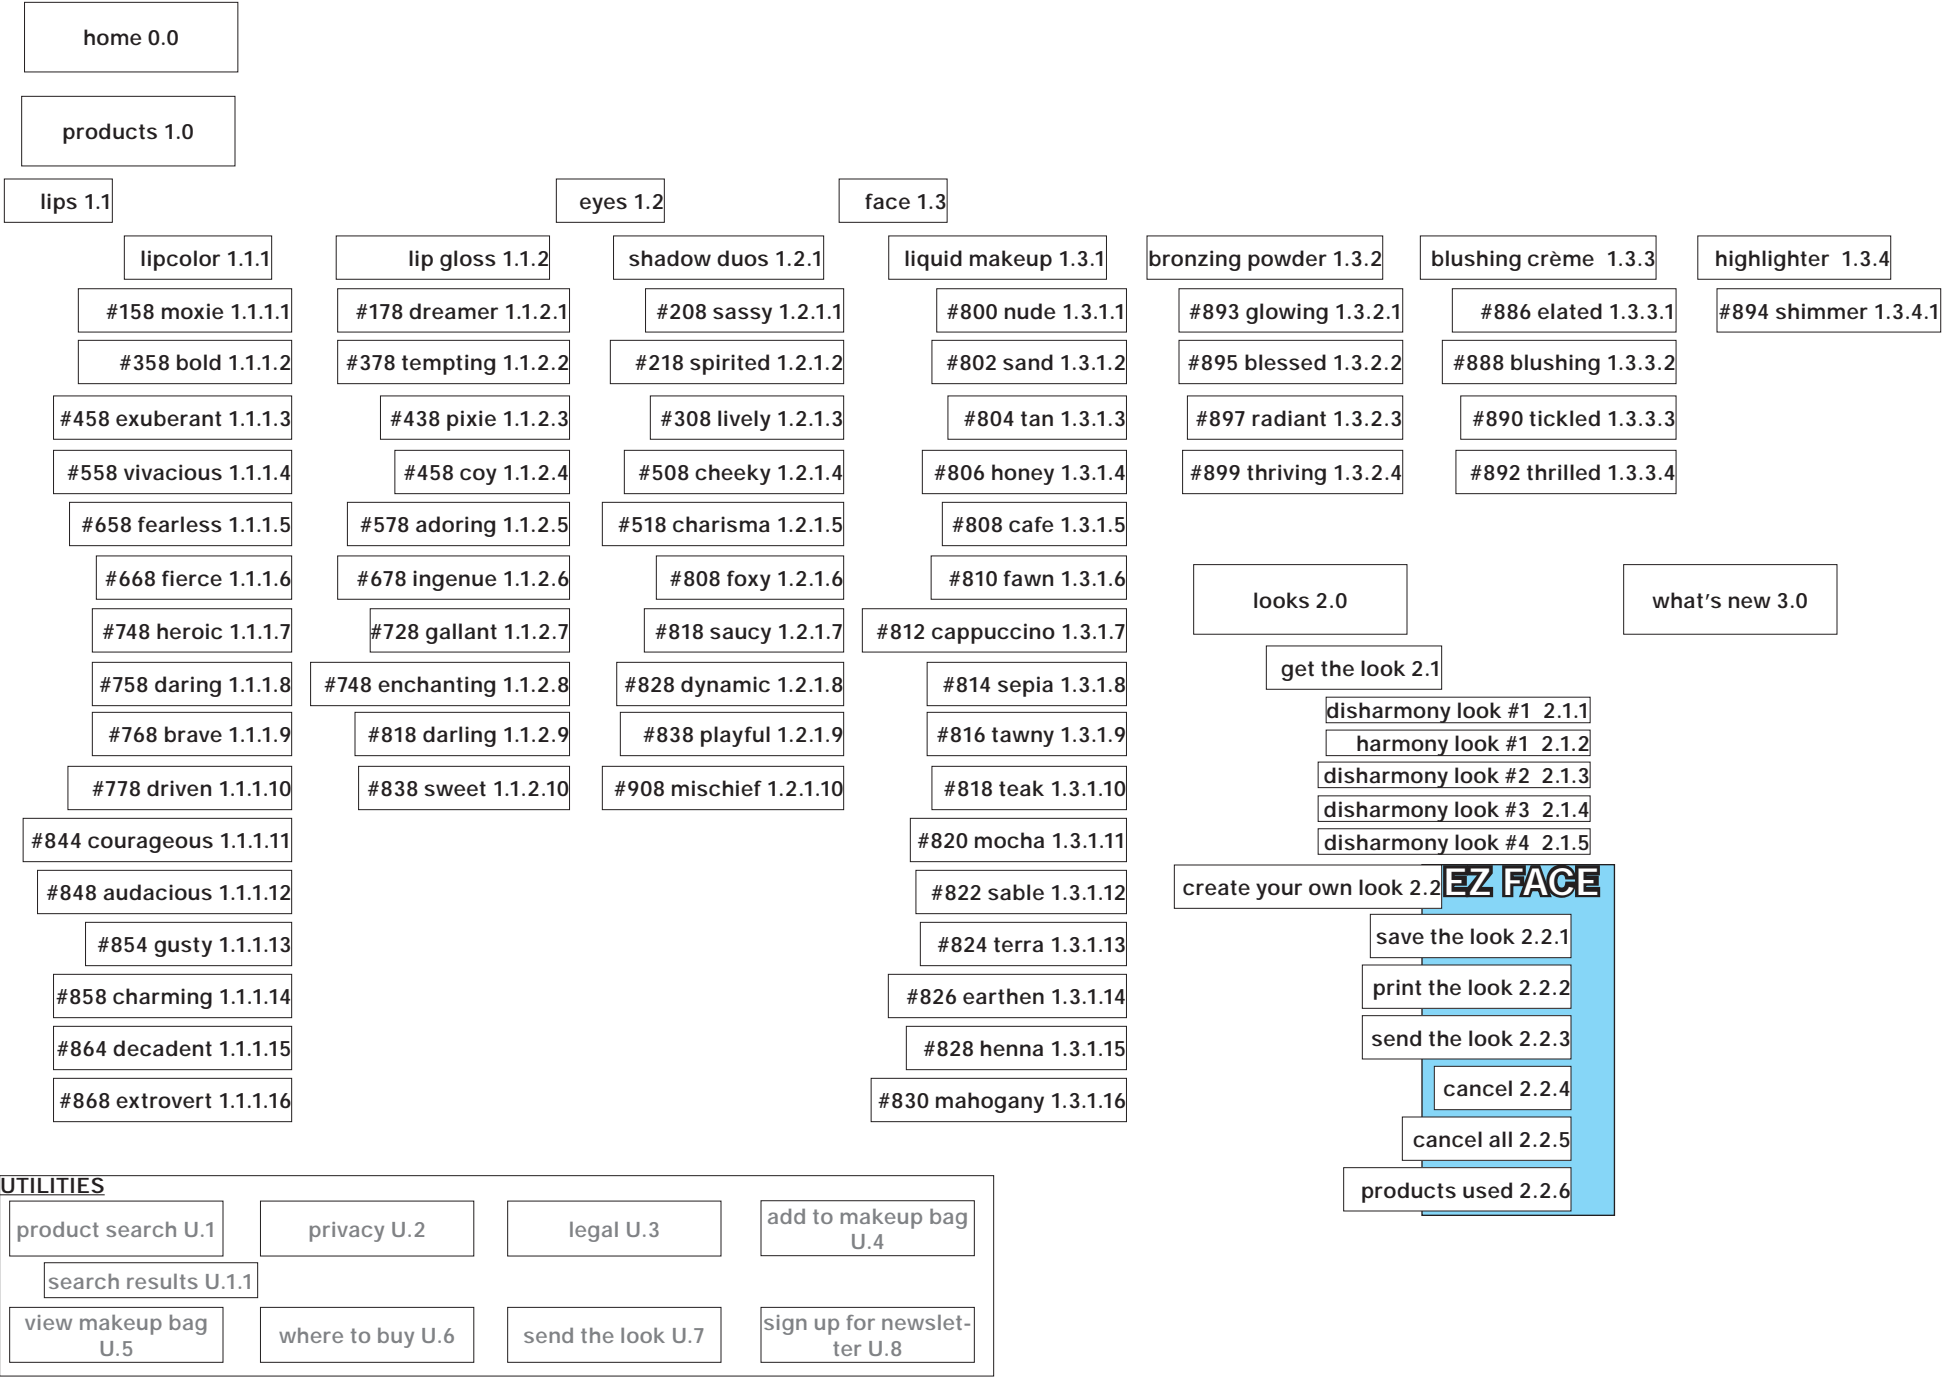 home 0.0
products 1.0
lips 1.1
eyes 1.2
face 1.3
lipcolor 1.1.1
lip gloss 1.1.2
shadow duos 1.2.1
liquid makeup 1.3.1
bronzing powder 1.3.2
blushing crème 1.3.3
highlighter 1.3.4
#158 moxie 1.1.1.1
#358 bold 1.1.1.2
#458 exuberant 1.1.1.3
#558 vivacious 1.1.1.4
#658 fearless 1.1.1.5
#668 fierce 1.1.1.6
#748 heroic 1.1.1.7
#758 daring 1.1.1.8
#768 brave 1.1.1.9
#778 driven 1.1.1.10
#844 courageous 1.1.1.11
#848 audacious 1.1.1.12
#854 gusty 1.1.1.13
#858 charming 1.1.1.14
#864 decadent 1.1.1.15
#868 extrovert 1.1.1.16
#178 dreamer 1.1.2.1
#378 tempting 1.1.2.2
#438 pixie 1.1.2.3
#458 coy 1.1.2.4
#578 adoring 1.1.2.5
#678 ingenue 1.1.2.6
#728 gallant 1.1.2.7
#748 enchanting 1.1.2.8
#818 darling 1.1.2.9
#838 sweet 1.1.2.10
#208 sassy 1.2.1.1
#218 spirited 1.2.1.2
#308 lively 1.2.1.3
#508 cheeky 1.2.1.4
#518 charisma 1.2.1.5
#808 foxy 1.2.1.6
#818 saucy 1.2.1.7
#828 dynamic 1.2.1.8
#838 playful 1.2.1.9
#908 mischief 1.2.1.10
#800 nude 1.3.1.1
#802 sand 1.3.1.2
#804 tan 1.3.1.3
#806 honey 1.3.1.4
#808 cafe 1.3.1.5
#810 fawn 1.3.1.6
#812 cappuccino 1.3.1.7
#814 sepia 1.3.1.8
#816 tawny 1.3.1.9
#818 teak 1.3.1.10
#820 mocha 1.3.1.11
#822 sable 1.3.1.12
#824 terra 1.3.1.13
#826 earthen 1.3.1.14
#828 henna 1.3.1.15
#830 mahogany 1.3.1.16
#893 glowing 1.3.2.1
#895 blessed 1.3.2.2
#897 radiant 1.3.2.3
#899 thriving 1.3.2.4
#886 elated 1.3.3.1
#888 blushing 1.3.3.2
#890 tickled 1.3.3.3
#892 thrilled 1.3.3.4
#894 shimmer 1.3.4.1
looks 2.0
what's new 3.0
get the look 2.1
disharmony look #1 2.1.1
harmony look #1 2.1.2
disharmony look #2 2.1.3
disharmony look #3 2.1.4
disharmony look #4 2.1.5
create your own look 2.2
EZ FACE
save the look 2.2.1
print the look 2.2.2
send the look 2.2.3
cancel 2.2.4
cancel all 2.2.5
products used 2.2.6
UTILITIES
product search U.1
privacy U.2
legal U.3
add to makeup bag
U.4
search results U.1.1
view makeup bag
U.5
where to buy U.6
send the look U.7
sign up for newslet-
ter U.8